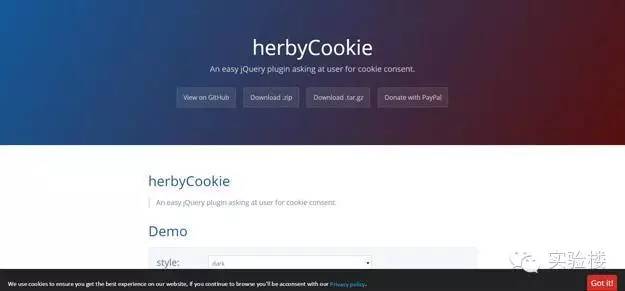 herbyCookie
An easy jQuery plugin asking at user for cookie consent.
View on GitHub
Download .zip
Download .tar.gz
Donate with PayPal
herbyCookie
An easy jQuery plugin asking at user for cookie consent.
Demo
style:
dark
实验楼
We use cookies to ensure you get the best experience on our website, if you continue to browse you'll be acconsent with our Privacy policy.
Got it!